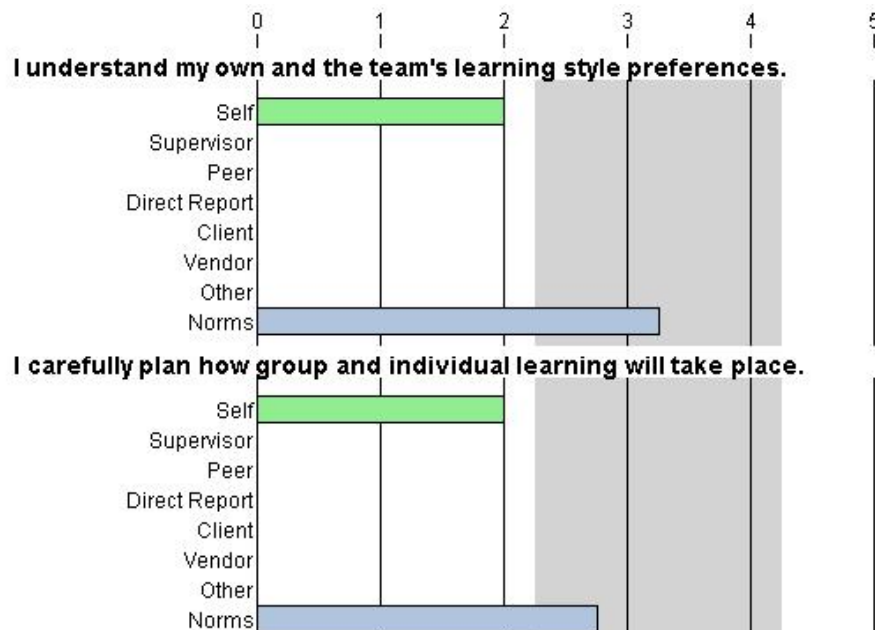 0 1 2 3 4 5
I understand my own and the team's learning style preferences.
Self
Supervisor
Peer
Direct Report
Client
Vendor
Other
Norms
I carefully plan how group and individual learning will take place.
Self
Supervisor
Peer
Direct Report
Client
Vendor
Other
Norms